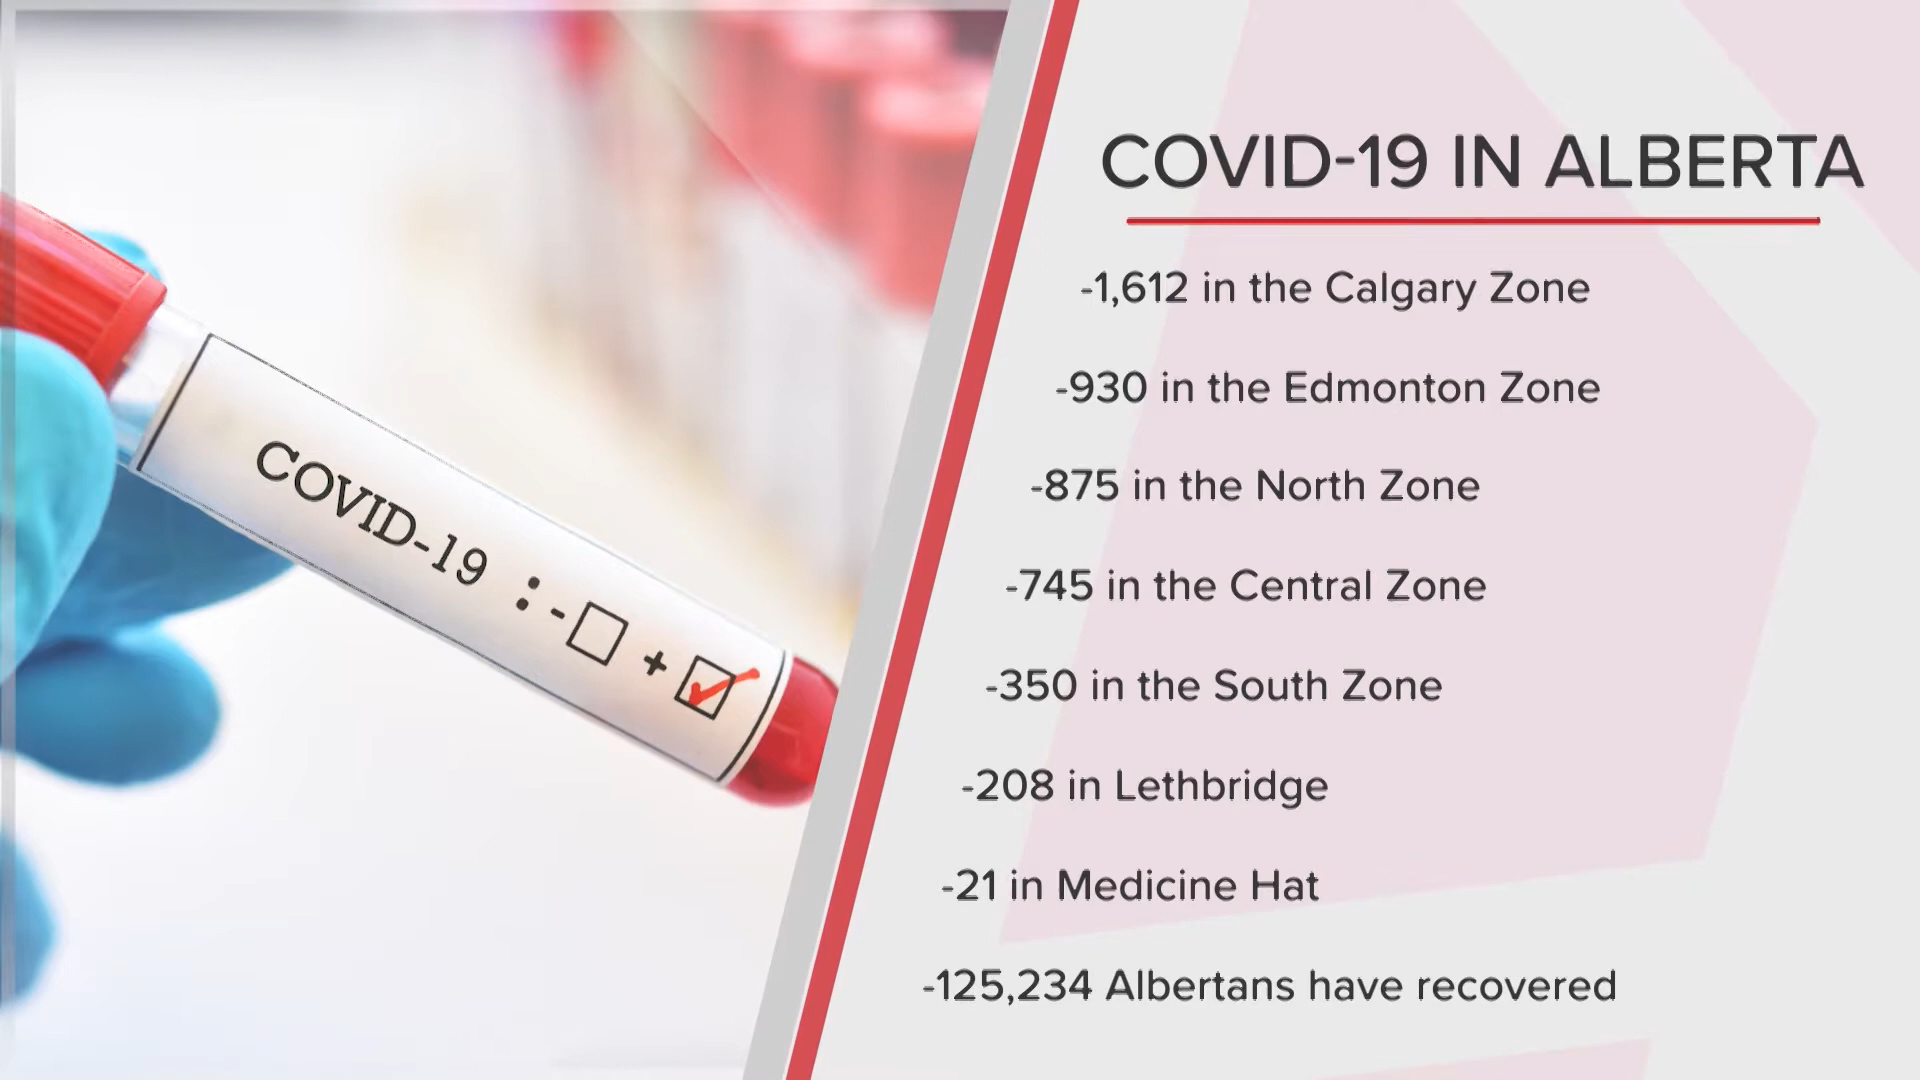 COVID-19 IN ALBERTA
-1,612 in the Calgary Zone
-930 in the Edmonton Zone
-875 in the North Zone
-745 in the Central Zone
-350 in the South Zone
-208 in Lethbridge
-21 in Medicine Hat
-125,234 Albertans have recovered
COVID-19 : -☐ +☑